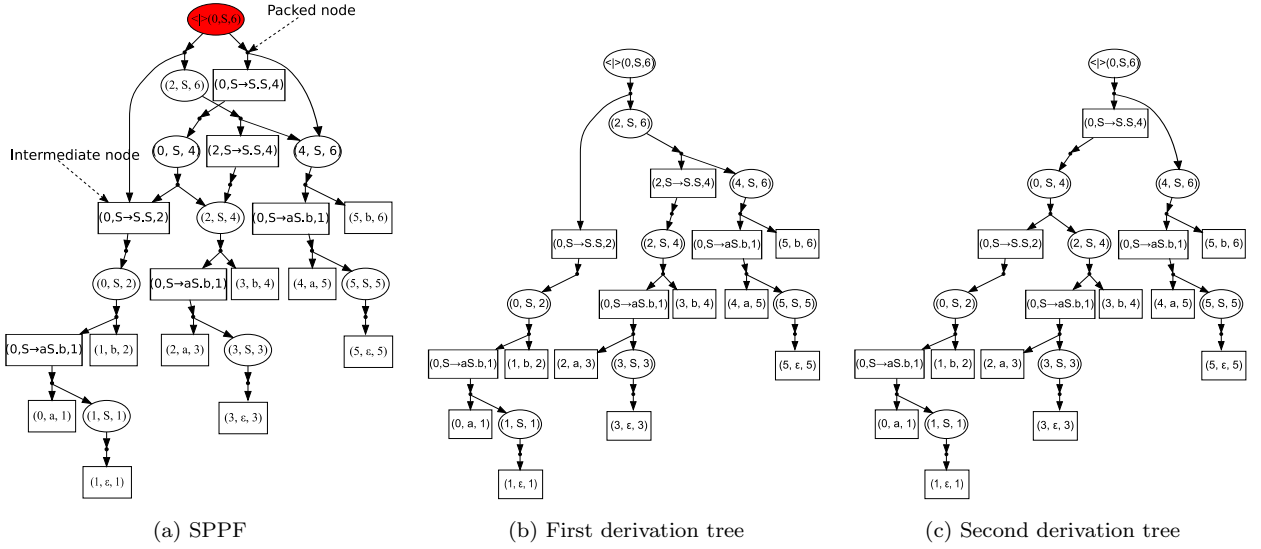 <|>(0,S,6)
Packed node
(2, S, 6)
(0,S→S.S,4)
Intermediate node
(0, S, 4)
(2,S→S.S,4)
(4, S, 6)
(0,S→S.S,2)
(2, S, 4)
(0,S→aS.b,1)
(5, b, 6)
(0, S, 2)
(0,S→aS.b,1)
(3, b, 4)
(4, a, 5)
(5, S, 5)
(0,S→aS.b,1)
(1, b, 2)
(2, a, 3)
(3, S, 3)
(5, ε, 5)
(0, a, 1)
(1, S, 1)
(3, ε, 3)
(1, ε, 1)
(a) SPPF
<|>(0,S,6)
(2, S, 6)
(2,S→S.S,4)
(4, S, 6)
(0,S→S.S,2)
(2, S, 4)
(0,S→aS.b,1)
(5, b, 6)
(0, S, 2)
(0,S→aS.b,1)
(3, b, 4)
(4, a, 5)
(5, S, 5)
(0,S→aS.b,1)
(1, b, 2)
(2, a, 3)
(3, S, 3)
(5, ε, 5)
(0, a, 1)
(1, S, 1)
(3, ε, 3)
(1, ε, 1)
(b) First derivation tree
<|>(0,S,6)
(0,S→S.S,4)
(0, S, 4)
(4, S, 6)
(0,S→S.S,2)
(2, S, 4)
(0,S→aS.b,1)
(5, b, 6)
(0, S, 2)
(0,S→aS.b,1)
(3, b, 4)
(4, a, 5)
(5, S, 5)
(0,S→aS.b,1)
(1, b, 2)
(2, a, 3)
(3, S, 3)
(5, ε, 5)
(0, a, 1)
(1, S, 1)
(3, ε, 3)
(1, ε, 1)
(c) Second derivation tree